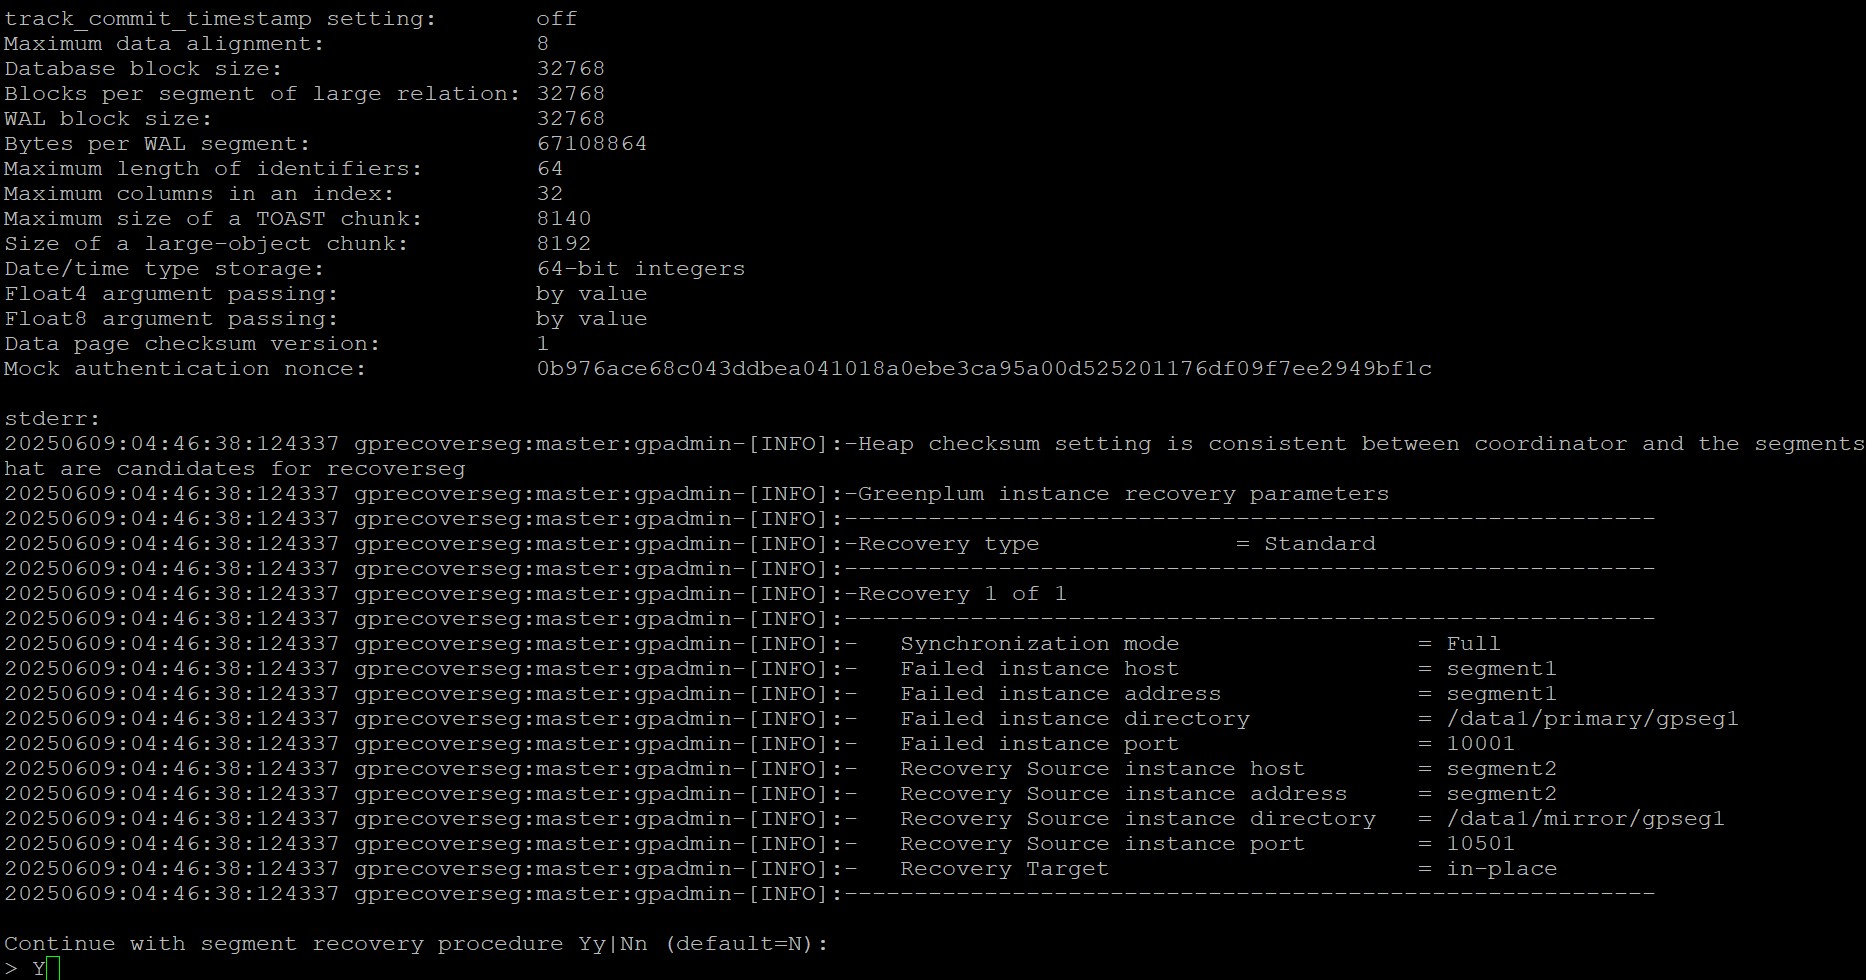 track_commit_timestamp setting:       off
Maximum data alignment:               8
Database block size:                  32768
Blocks per segment of large relation: 32768
WAL block size:                       32768
Bytes per WAL segment:                67108864
Maximum length of identifiers:        64
Maximum columns in an index:          32
Maximum size of a TOAST chunk:        8140
Size of a large-object chunk:         8192
Date/time type storage:               64-bit integers
Float4 argument passing:              by value
Float8 argument passing:              by value
Data page checksum version:           1
Mock authentication nonce:            0b976ace68c043ddbea041018a0ebe3ca95a00d525201176df09f7ee2949bf1c

stderr:
20250609:04:46:38:124337 gprecoverseg:master:gpadmin-[INFO]:-Heap checksum setting is consistent between coordinator and the segments
hat are candidates for recoverseg
20250609:04:46:38:124337 gprecoverseg:master:gpadmin-[INFO]:-Greenplum instance recovery parameters
20250609:04:46:38:124337 gprecoverseg:master:gpadmin-[INFO]:----------------------------------------------------------
20250609:04:46:38:124337 gprecoverseg:master:gpadmin-[INFO]:-Recovery type              = Standard
20250609:04:46:38:124337 gprecoverseg:master:gpadmin-[INFO]:----------------------------------------------------------
20250609:04:46:38:124337 gprecoverseg:master:gpadmin-[INFO]:-Recovery 1 of 1
20250609:04:46:38:124337 gprecoverseg:master:gpadmin-[INFO]:----------------------------------------------------------
20250609:04:46:38:124337 gprecoverseg:master:gpadmin-[INFO]:-   Synchronization mode                 = Full
20250609:04:46:38:124337 gprecoverseg:master:gpadmin-[INFO]:-   Failed instance host                 = segment1
20250609:04:46:38:124337 gprecoverseg:master:gpadmin-[INFO]:-   Failed instance address              = segment1
20250609:04:46:38:124337 gprecoverseg:master:gpadmin-[INFO]:-   Failed instance directory            = /data1/primary/gpseg1
20250609:04:46:38:124337 gprecoverseg:master:gpadmin-[INFO]:-   Failed instance port                 = 10001
20250609:04:46:38:124337 gprecoverseg:master:gpadmin-[INFO]:-   Recovery Source instance host        = segment2
20250609:04:46:38:124337 gprecoverseg:master:gpadmin-[INFO]:-   Recovery Source instance address     = segment2
20250609:04:46:38:124337 gprecoverseg:master:gpadmin-[INFO]:-   Recovery Source instance directory   = /data1/mirror/gpseg1
20250609:04:46:38:124337 gprecoverseg:master:gpadmin-[INFO]:-   Recovery Source instance port        = 10501
20250609:04:46:38:124337 gprecoverseg:master:gpadmin-[INFO]:-   Recovery Target                      = in-place
20250609:04:46:38:124337 gprecoverseg:master:gpadmin-[INFO]:----------------------------------------------------------

Continue with segment recovery procedure Yy|Nn (default=N):
> Y